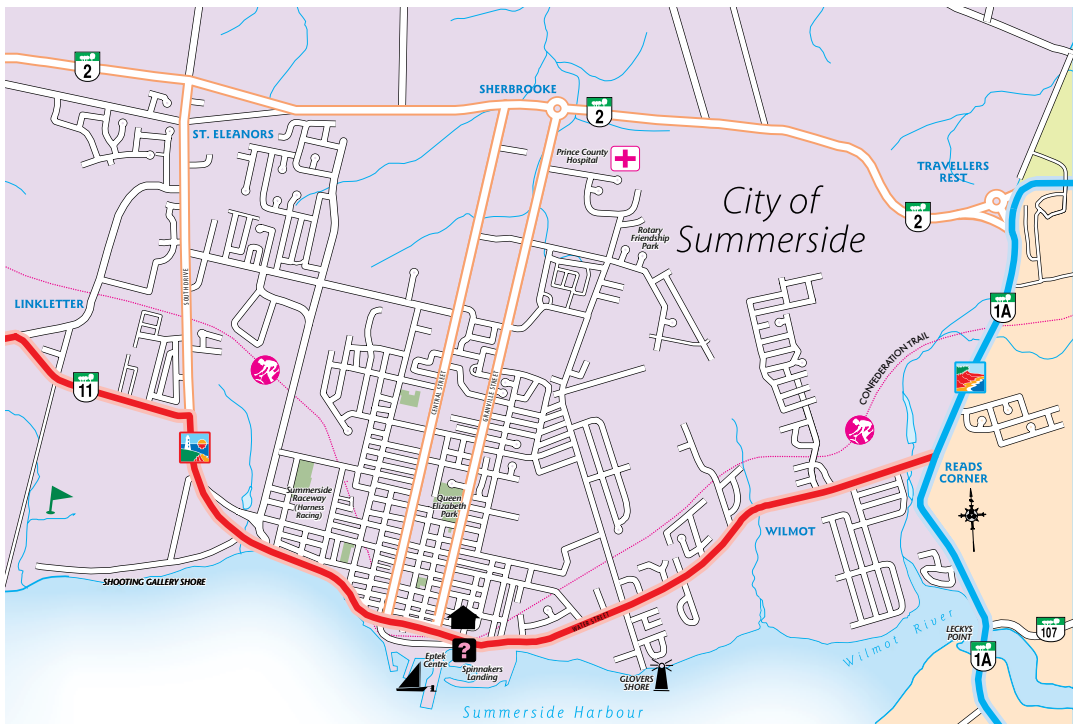 2
SHERBROOKE
2
ST. ELEANORS
Prince County
Hospital
TRAVELLERS
REST
City of
Summerside
2
Rotary
Friendship
Park
SOUTH DRIVE
LINKLETTER
1A
CONFEDERATION TRAIL
11
CENTRAL STREET
GRANVILLE STREET
READS
CORNER
Summerside
Raceway
(Harness
Racing)
Queen
Elizabeth
Park
WILMOT
SHOOTING GALLERY SHORE
WATER STREET
?
Eptek
Centre
Spinnakers
Landing
1
GLOVERS
SHORE
Wilmot River
LECKYS
POINT
107
1A
Summerside Harbour